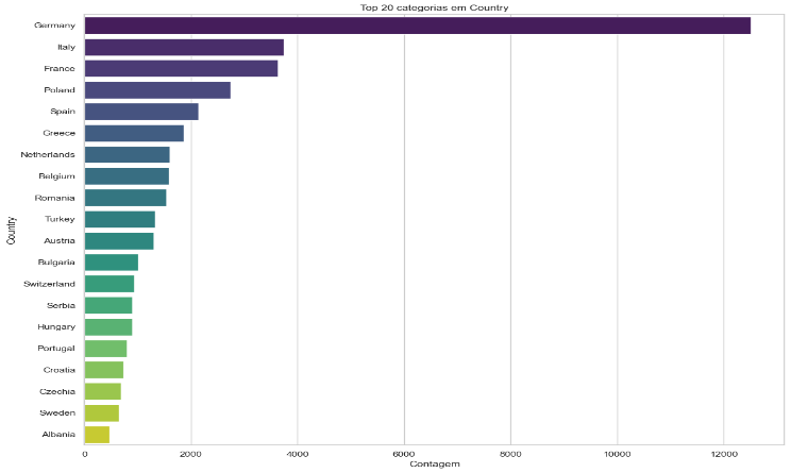 Top 20 categorias em Country
Germany
Italy
France
Poland
Spain
Greece
Netherlands
Belgium
Romania
Turkey
Austria
Bulgaria
Switzerland
Serbia
Hungary
Portugal
Croatia
Czechia
Sweden
Albania
Country
0 2000 4000 6000 8000 10000 12000
Contagem